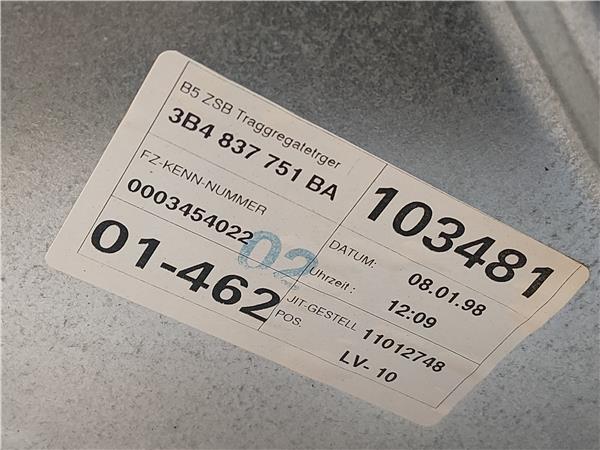 B5 ZSB Traggregatetrger
3B4 837 751 BA
103481
FZ-KENN-NUMMER
0003454022
02
01-462
DATUM: 08.01.98
Uhrzeit: 12:09
JIT-GESTELL 11012748
POS. LV- 10